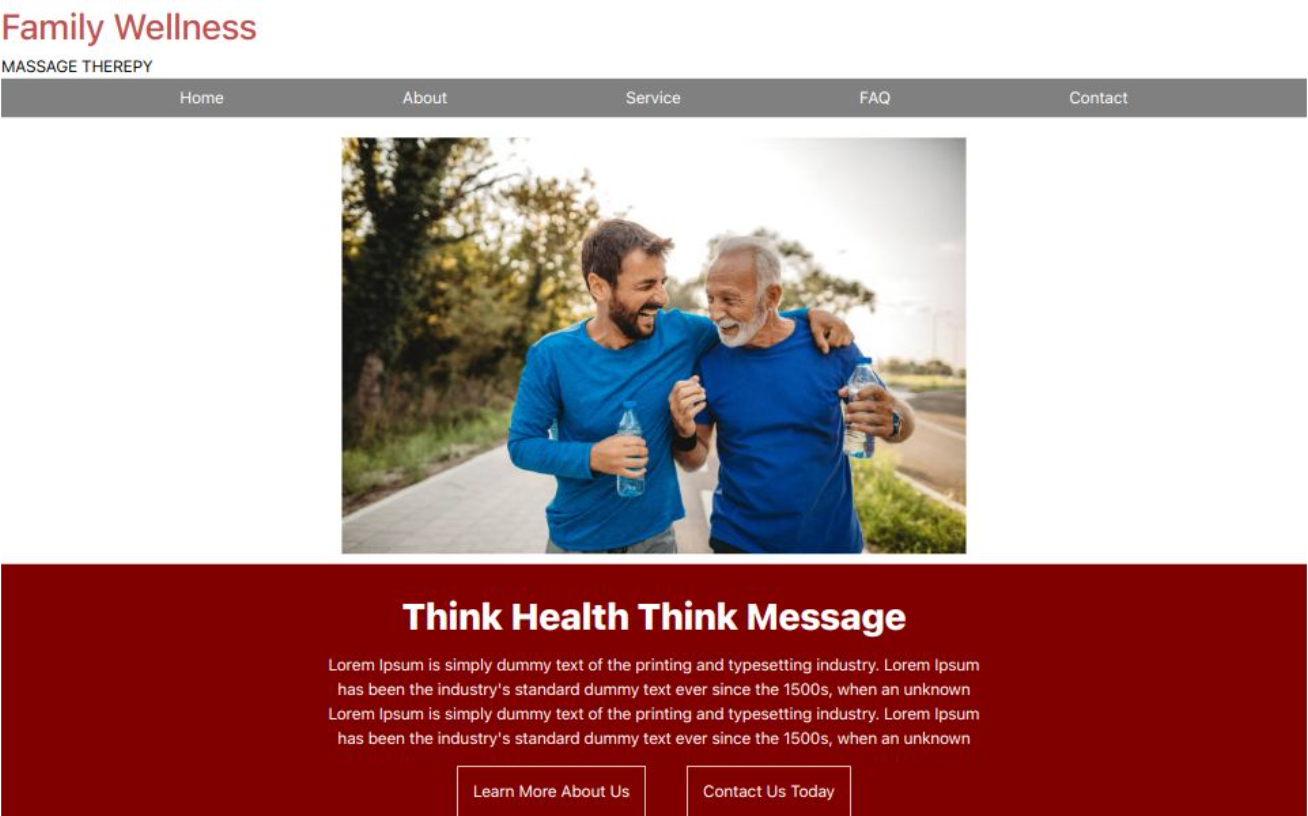 Family Wellness
MASSAGE THEREPY
Home About Service FAQ Contact
Think Health Think Message
Lorem Ipsum is simply dummy text of the printing and typesetting industry. Lorem Ipsum
has been the industry's standard dummy text ever since the 1500s, when an unknown
Lorem Ipsum is simply dummy text of the printing and typesetting industry. Lorem Ipsum
has been the industry's standard dummy text ever since the 1500s, when an unknown
Learn More About Us Contact Us Today